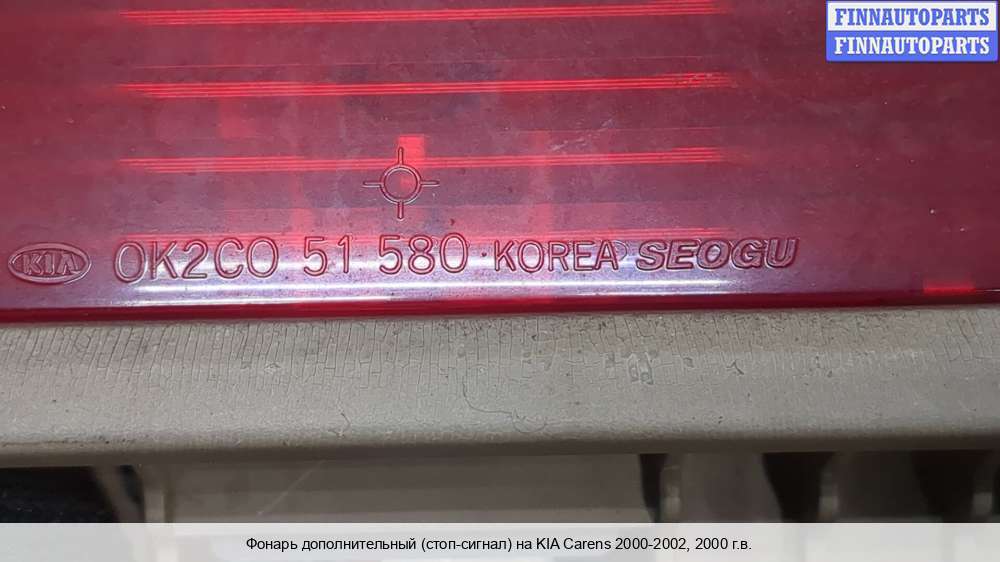 FINNAUTOPARTS
FINNAUTOPARTS
KIA 0K2C0 51 580 KOREA SEOGU
Фонарь дополнительный (стоп-сигнал) на KIA Carens 2000-2002, 2000 г.в.